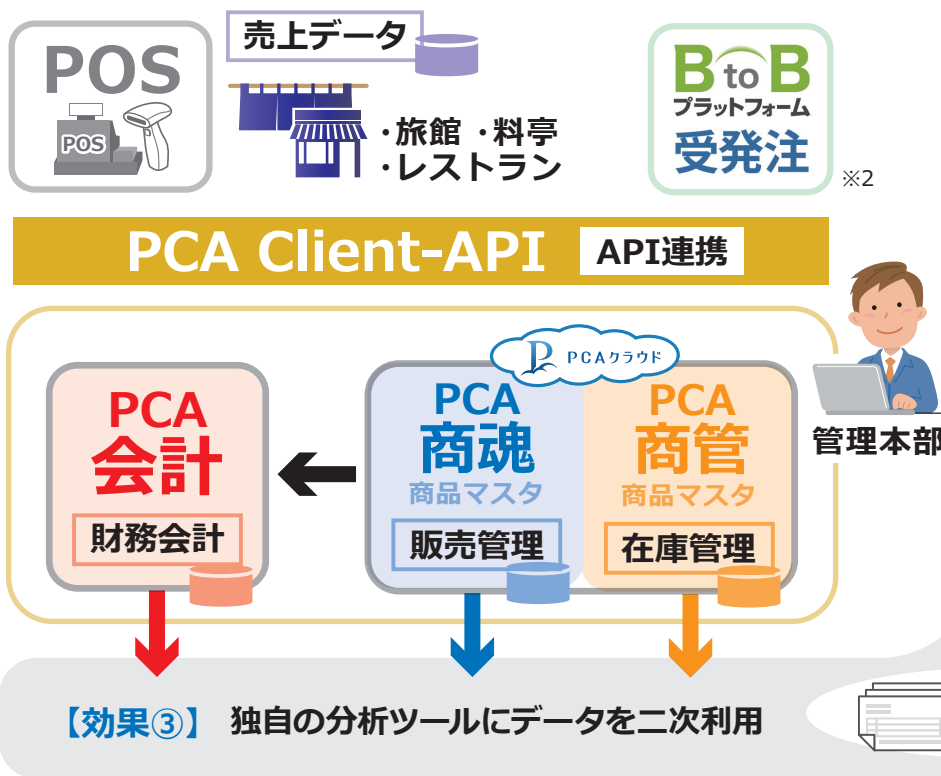 POS
POS
売上データ
・旅館 ・料亭
・レストラン
B to B
プラットフォーム
受発注
※2
PCA Client-API API連携
PCAクラウド
PCA
会計
財務会計
PCA
商魂
商品マスタ
販売管理
PCA
商管
商品マスタ
在庫管理
管理本部
【効果③】 独自の分析ツールにデータを二次利用